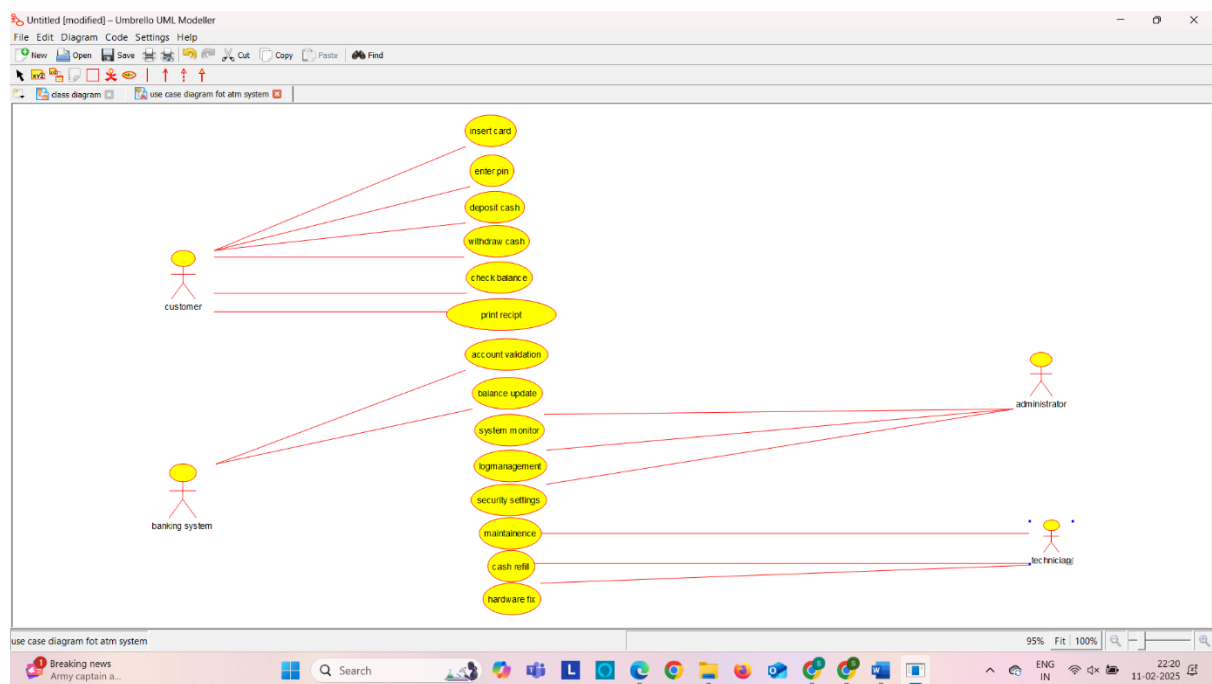 Untitled [modified] – Umbrello UML Modeller
File Edit Diagram Code Settings Help
New Open Save Cut Copy Paste Find
class diagram use case diagram fot atm system
insert card
enter pin
deposit cash
withdraw cash
check balance
customer
print recipt
account validation
balance update
administrator
system monitor
logmanagement
security settings
banking system
maintainence
cash refill
hardware fix
use case diagram fot atm system
95% Fit 100%
1 Breaking news
Army captain a...
Search
L
ENG
IN
22:20
11-02-2025